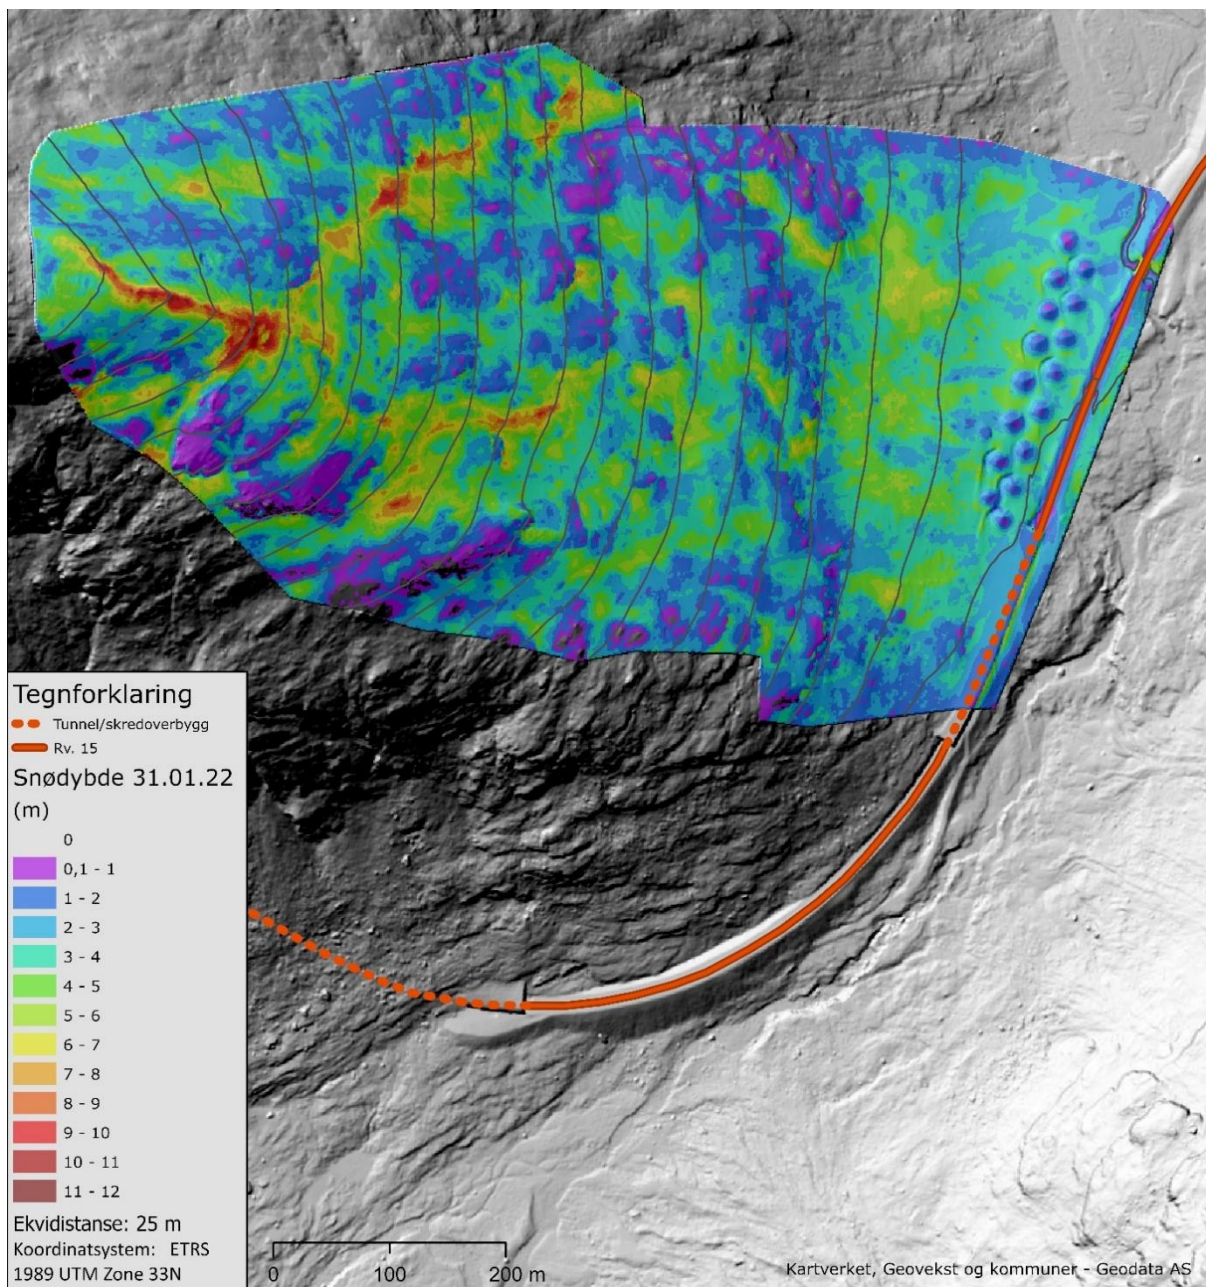 Tegnforklaring
Tunnel/skredoverbygg
Rv. 15
Snødybde 31.01.22
(m)
0
0,1 - 1
1 - 2
2 - 3
3 - 4
4 - 5
5 - 6
6 - 7
7 - 8
8 - 9
9 - 10
10 - 11
11 - 12
Ekvidistanse: 25 m
Koordinatsystem: ETRS
1989 UTM Zone 33N
0 100 200 m
Kartverket, Geovekst og kommuner - Geodata AS